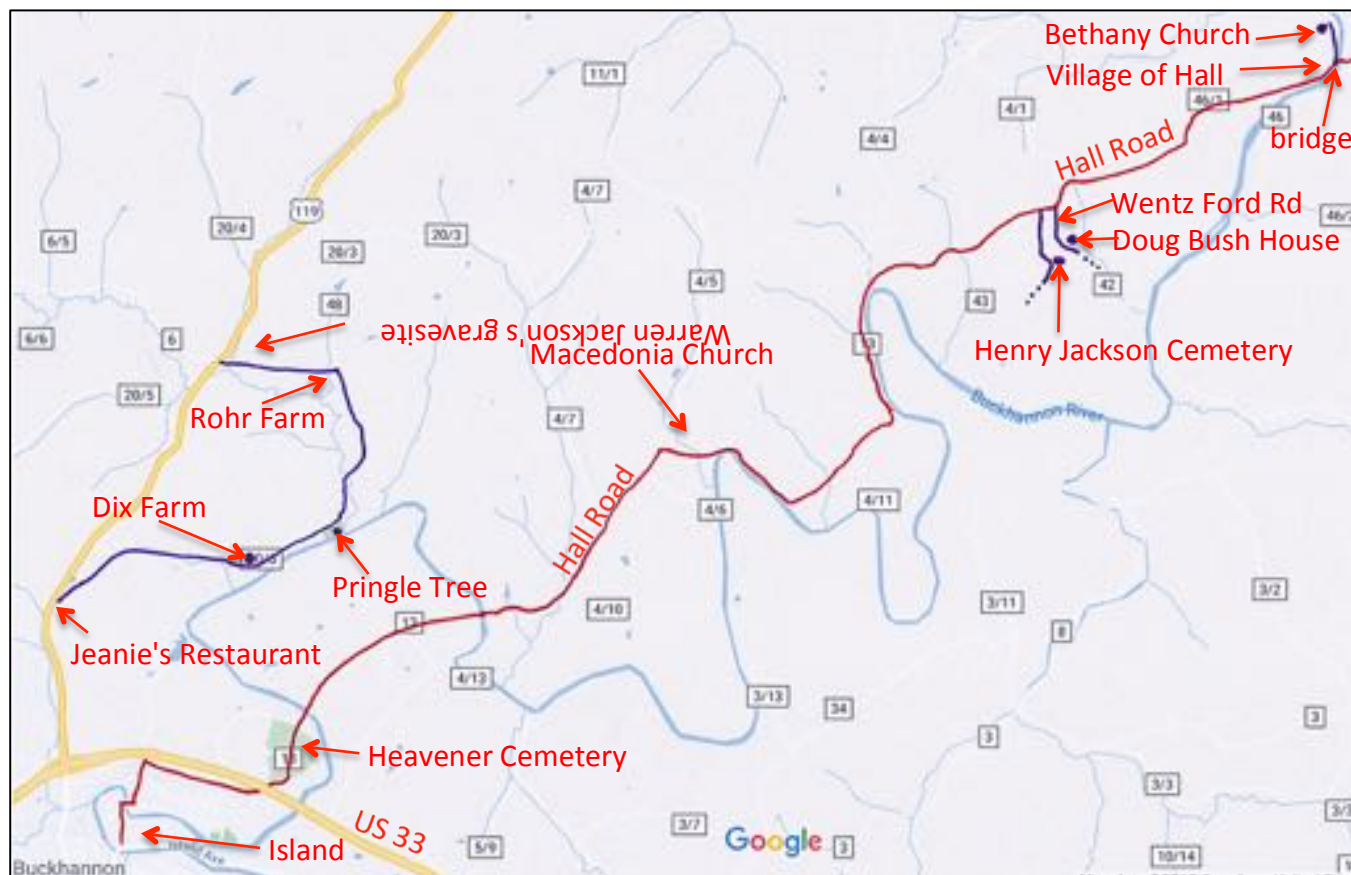 Bethany Church
Village of Hall
11/1
4/1
46/2
46
bridge
4/4
Hall Road
119
4/7
Wentz Ford Rd
20/4
6/5
20/3
20/3
Doug Bush House
4/5
42
48
43
Warren Jackson's gravesite
6/6
6
Macedonia Church
13
Henry Jackson Cemetery
20/5
Rohr Farm
4/7
Buckhannon River
Hall Road
Dix Farm
4/6
4/11
Pringle Tree
3/2
4/10
3/11
13
8
Jeanie's Restaurant
4/13
3/13
34
3
3
Heavener Cemetery
13
3/3
US 33
3/7
Google
3
Island
Island Ave
5/9
10/14
Buckhannon